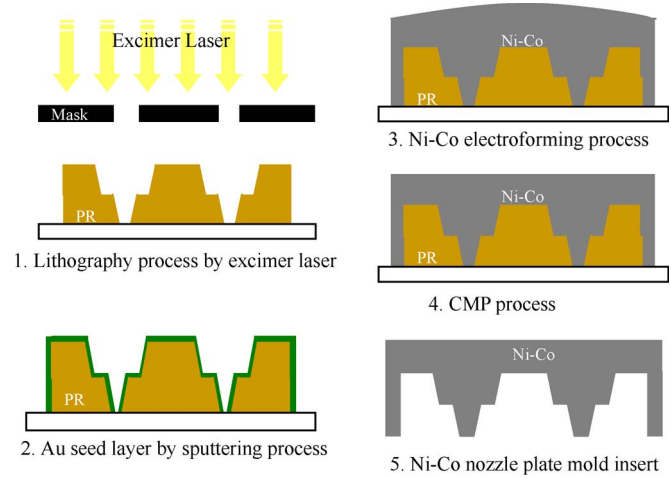 Excimer Laser
Mask
PR
1. Lithography process by excimer laser
PR
2. Au seed layer by sputtering process
Ni-Co
PR
3. Ni-Co electroforming process
Ni-Co
PR
4. CMP process
Ni-Co
5. Ni-Co nozzle plate mold insert